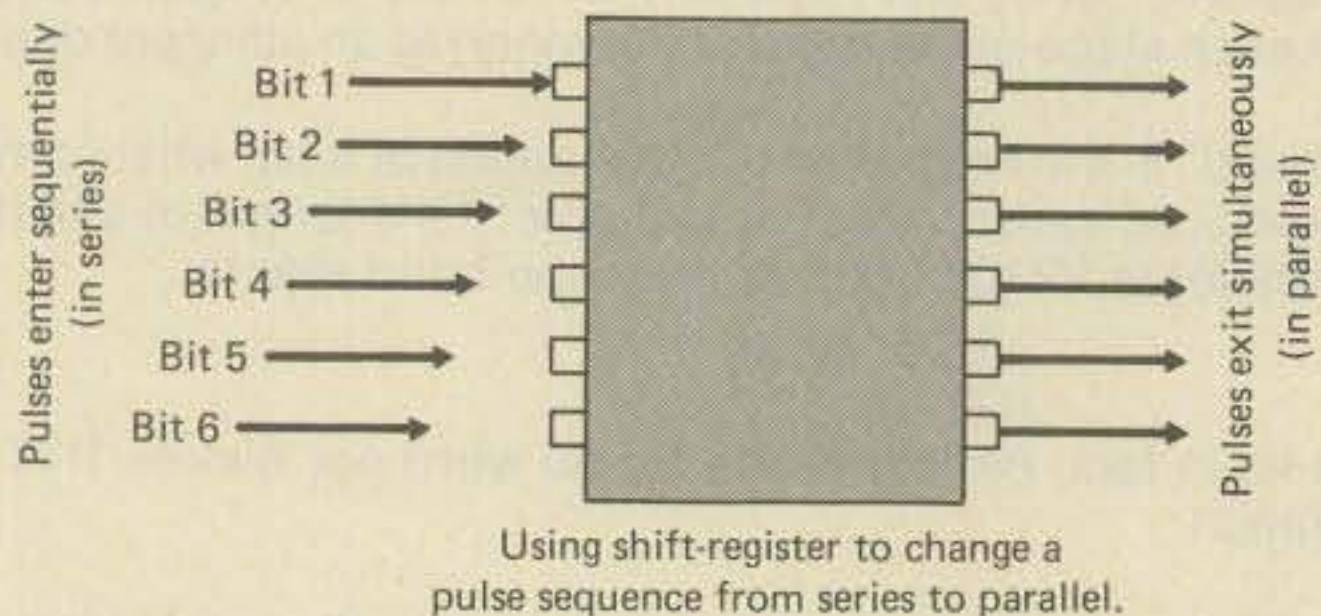 Pulses enter sequentially
(in series)
Bit 1
Bit 2
Bit 3
Bit 4
Bit 5
Bit 6
Pulses exit simultaneously
(in parallel)
Using shift-register to change a
pulse sequence from series to parallel.